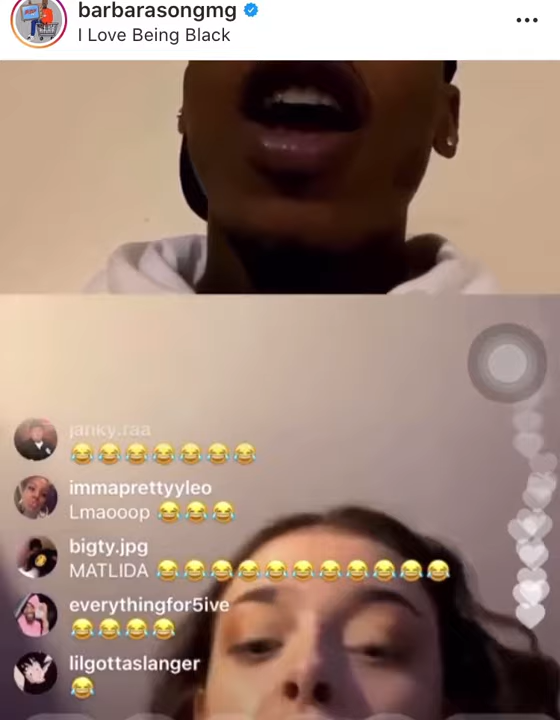 barbarasongmg
I Love Being Black
janky.raa
😂😂😂😂😂😂😂
immaprettyyleo
Lmaooop 😂😂😂
bigty.jpg
MATLIDA 😂😂😂😂😂😂😂😂😂😂😂
everythingfor5ive
😂😂😂😂
lilgottaslanger
😂